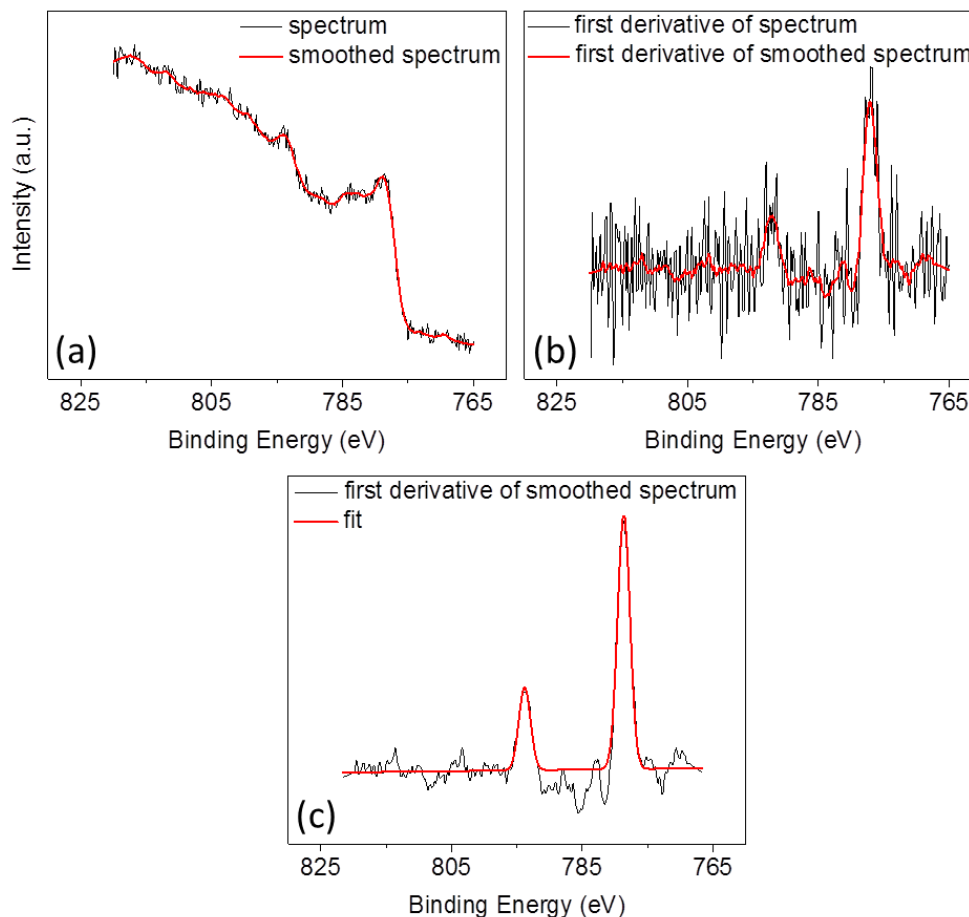 spectrum
smoothed spectrum
Intensity (a.u.)
(a)
825 805 785 765
Binding Energy (eV)
first derivative of spectrum
first derivative of smoothed spectrum
(b)
825 805 785 765
Binding Energy (eV)
first derivative of smoothed spectrum
fit
(c)
825 805 785 765
Binding Energy (eV)